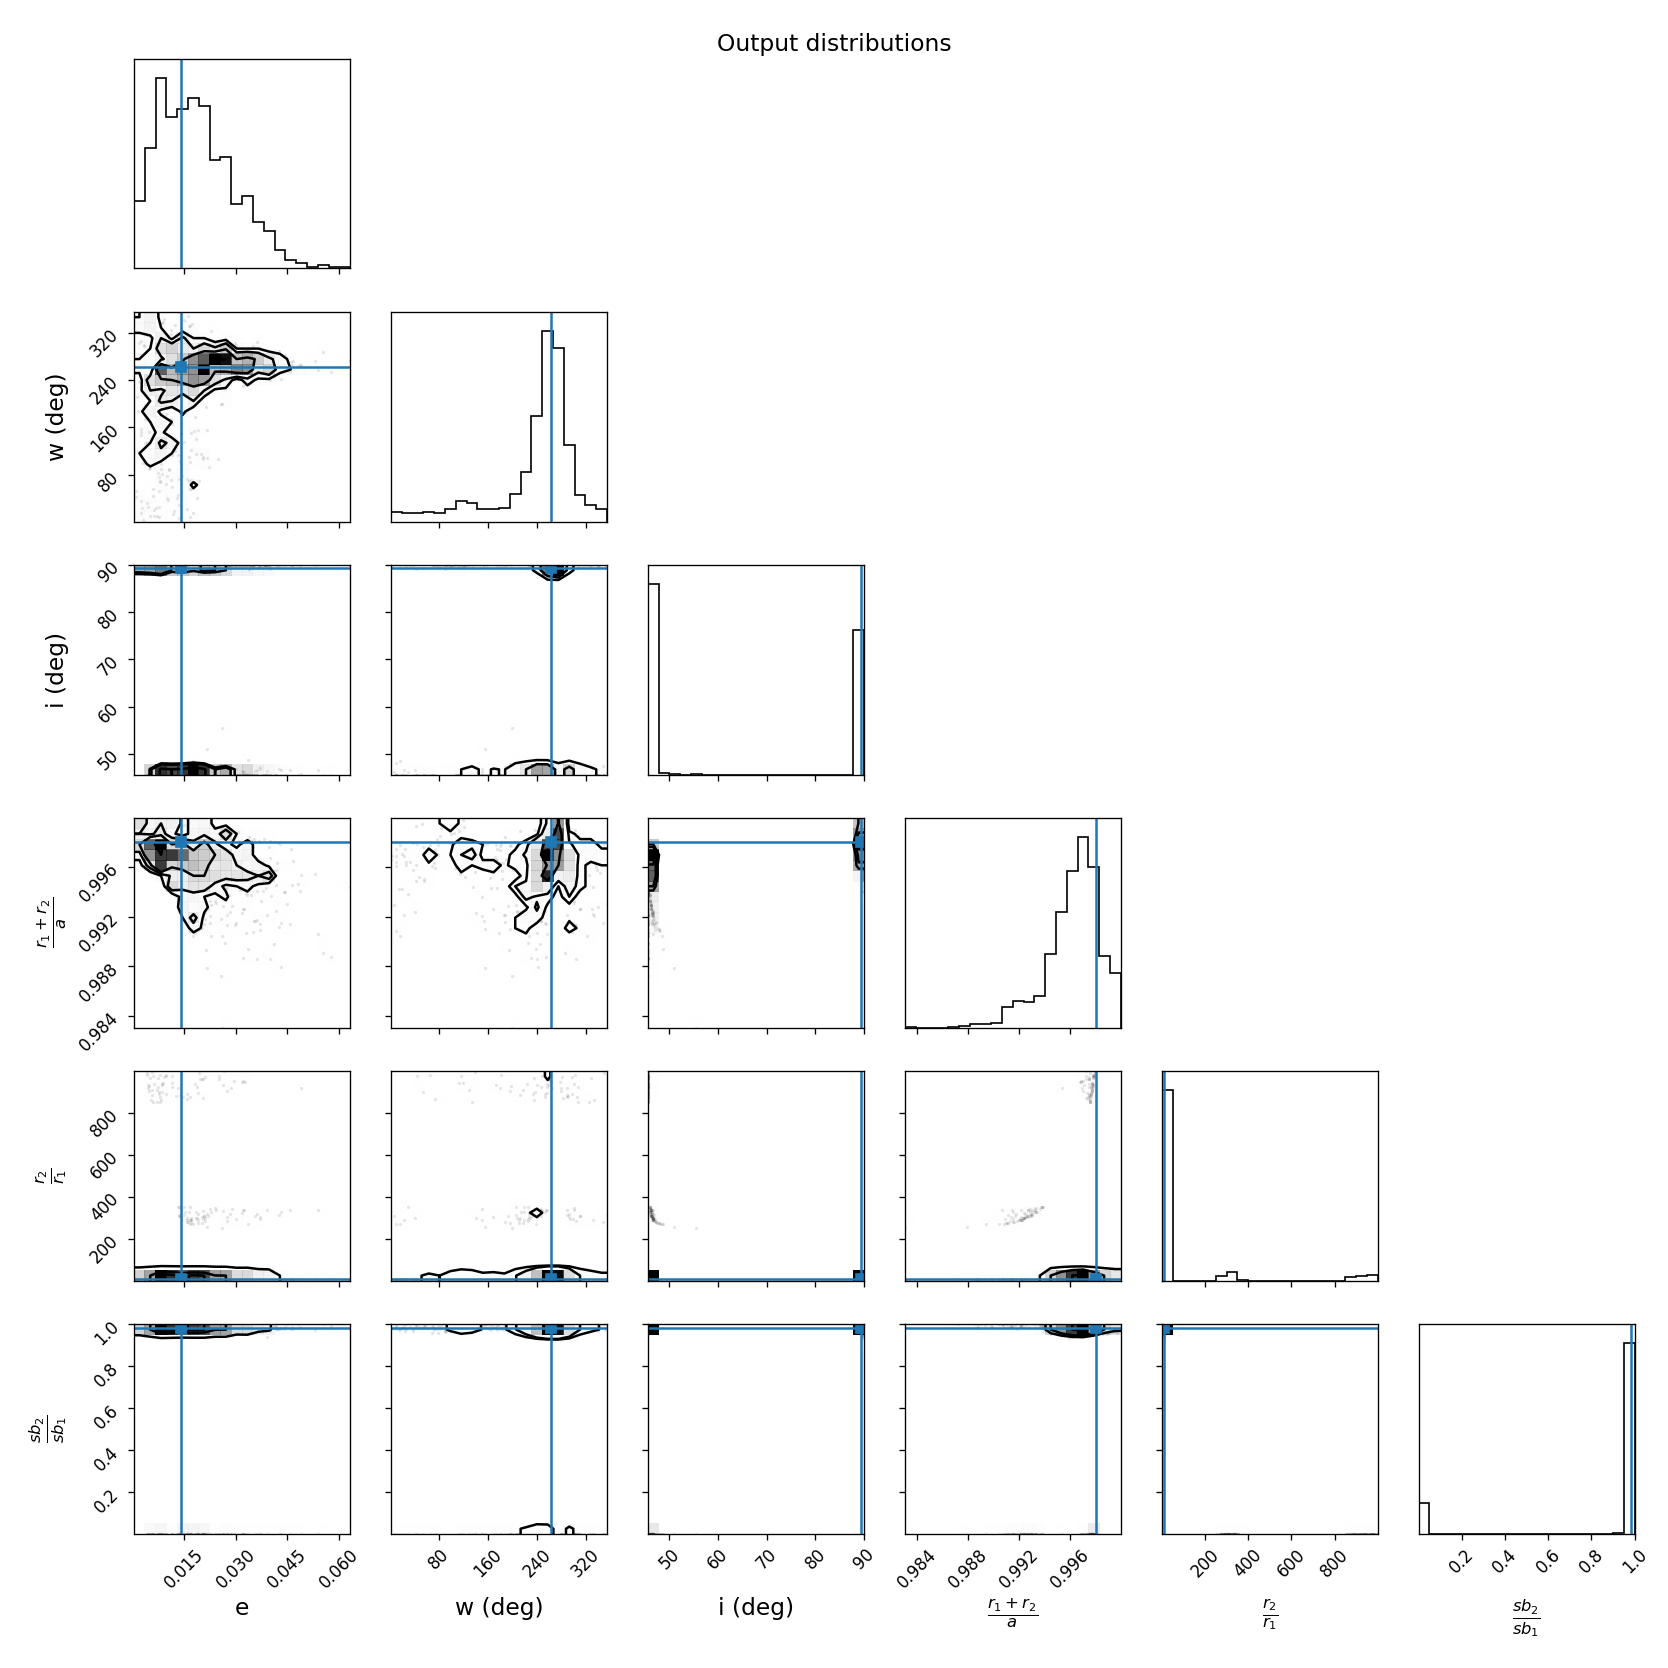 Output distributions
w (deg)
320
240
160
80
i (deg)
90
80
70
60
50
r₁ + r₂
a
0.996
0.992
0.988
0.984
r₂
r₁
800
600
400
200
sb₂
sb₁
1.0
0.8
0.6
0.4
0.2
0.015 0.030 0.045 0.060
80 160 240 320
50 60 70 80 90
0.984 0.988 0.992 0.996
200 400 600 800
0.2 0.4 0.6 0.8 1.0
e
w (deg)
i (deg)
r₁ + r₂
a
r₂
r₁
sb₂
sb₁